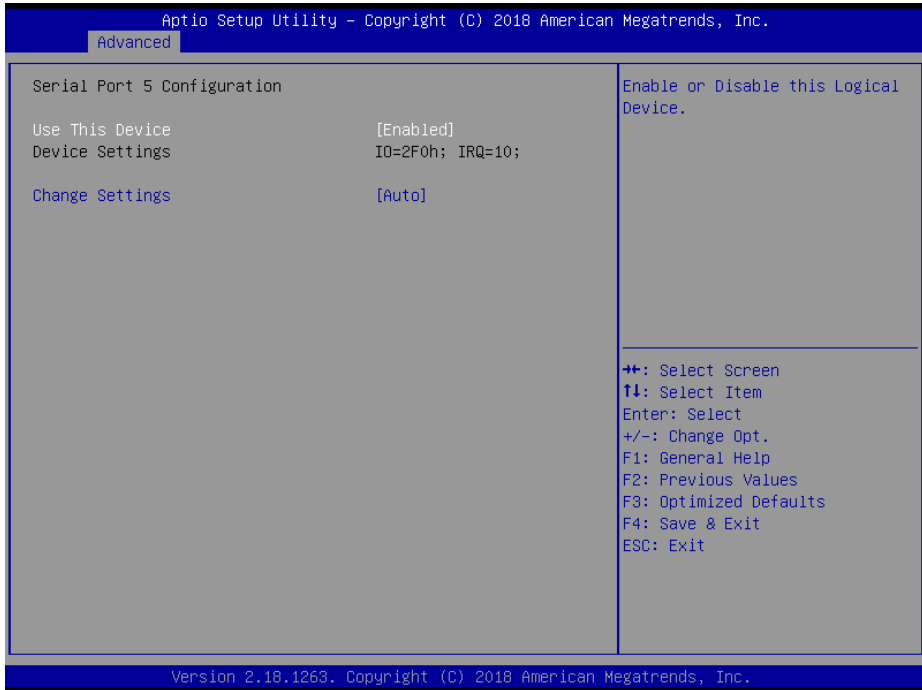 Aptio Setup Utility – Copyright (C) 2018 American Megatrends, Inc.
Advanced
Serial Port 5 Configuration
Use This Device [Enabled]
Device Settings IO=2F0h; IRQ=10;
Change Settings [Auto]
Enable or Disable this Logical
Device.
→←: Select Screen
↑↓: Select Item
Enter: Select
+/-: Change Opt.
F1: General Help
F2: Previous Values
F3: Optimized Defaults
F4: Save & Exit
ESC: Exit
Version 2.18.1263. Copyright (C) 2018 American Megatrends, Inc.